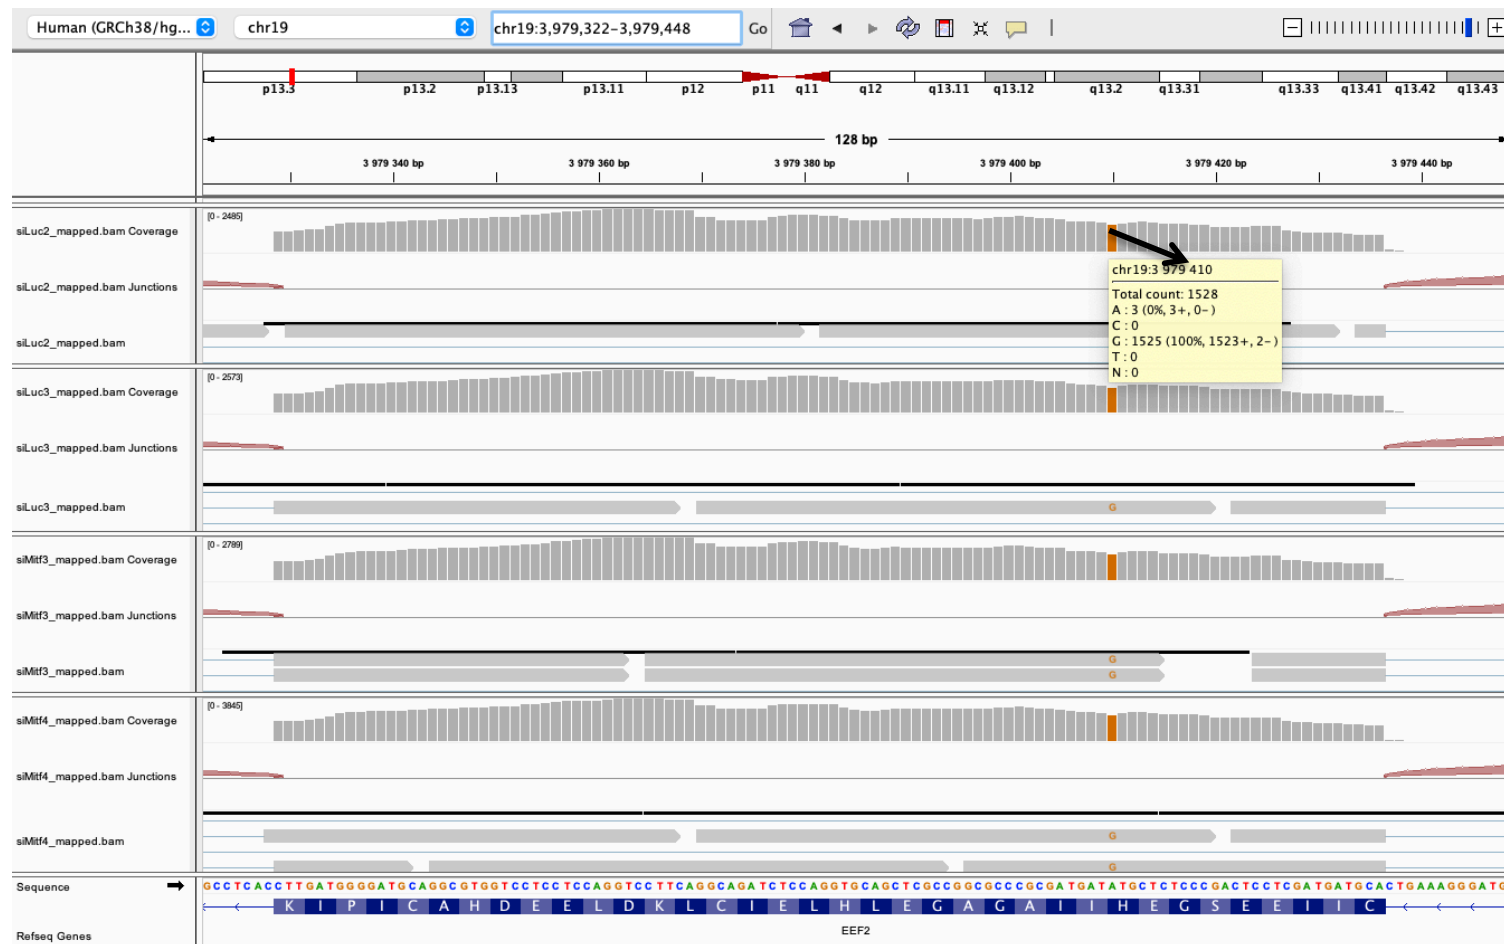 Human (GRCh38/hg...
chr19
chr19:3,979,322-3,979,448
Go
p13.3 p13.2 p13.13 p13.11 p12 p11 q11 q12 q13.11 q13.12 q13.2 q13.31 q13.33 q13.41 q13.42 q13.43
128 bp
3 979 340 bp 3 979 360 bp 3 979 380 bp 3 979 400 bp 3 979 420 bp 3 979 440 bp
siLuc2_mapped.bam Coverage
[0 - 2485]
chr19:3 979 410
Total count: 1528
A : 3 (0%, 3+, 0- )
C : 0
G : 1525 (100%, 1523+, 2- )
T : 0
N : 0
siLuc2_mapped.bam Junctions
siLuc2_mapped.bam
siLuc3_mapped.bam Coverage
[0 - 2573]
siLuc3_mapped.bam Junctions
siLuc3_mapped.bam
G
siMitf3_mapped.bam Coverage
[0 - 2789]
siMitf3_mapped.bam Junctions
siMitf3_mapped.bam
G
G
siMitf4_mapped.bam Coverage
[0 - 3845]
siMitf4_mapped.bam Junctions
siMitf4_mapped.bam
G
G
Sequence
GCCTCACCTTGATGGGGATGCAGGCGTGGTCCTCCTCCAGGTCCTTCAGGCAGATCTCCAGGTGCAGCTCGCCGGCGCCCGCGATGATATGCTCTCCCGACTCCTCGATGATGCACTGAAAGGGATG
K I P I C A H D E E L D K L C I E L H L E G A G A I I H E G S E E I I C
EEF2
Refseq Genes